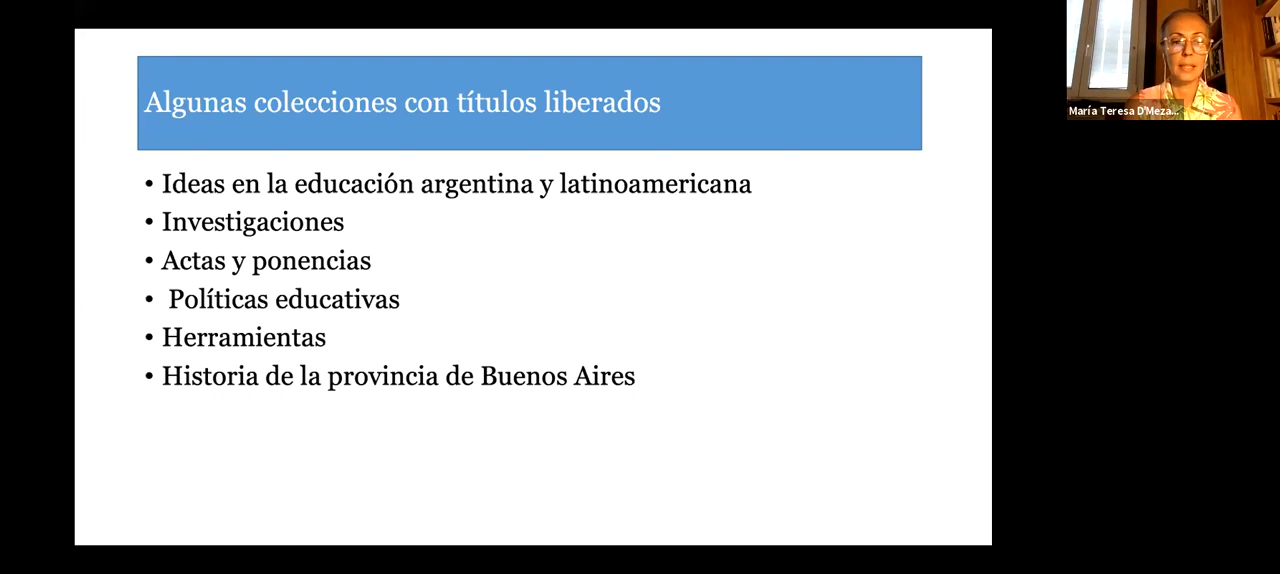 Algunas colecciones con títulos liberados
• Ideas en la educación argentina y latinoamericana
• Investigaciones
• Actas y ponencias
• Políticas educativas
• Herramientas
• Historia de la provincia de Buenos Aires
María Teresa D'Meza...